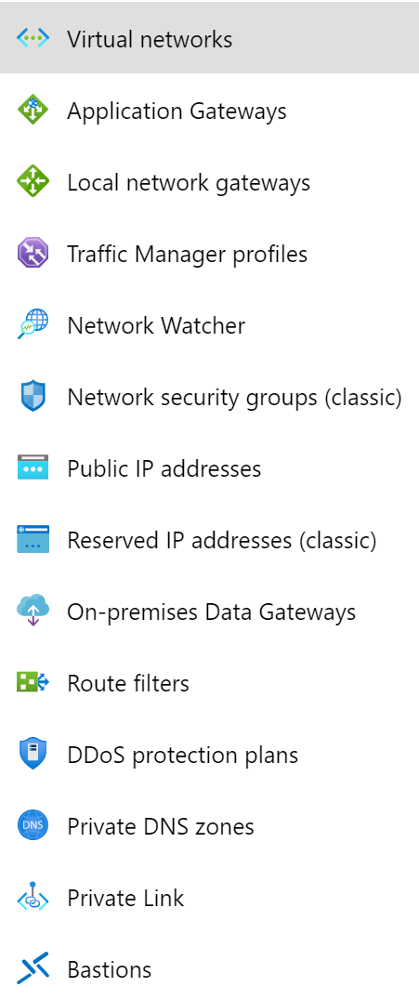 Virtual networks
Application Gateways
Local network gateways
Traffic Manager profiles
Network Watcher
Network security groups (classic)
Public IP addresses
Reserved IP addresses (classic)
On-premises Data Gateways
Route filters
DDoS protection plans
DNS Private DNS zones
Private Link
Bastions